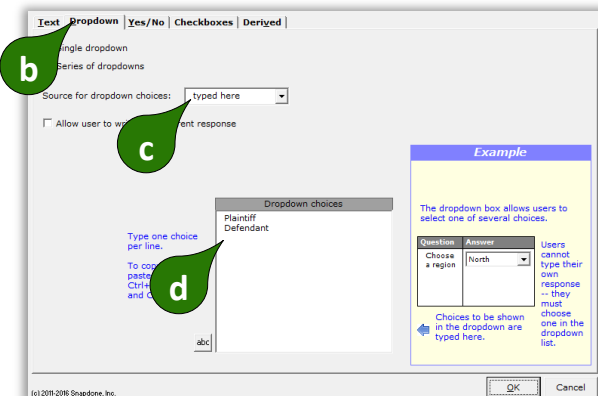 Text Dropdown Yes/No Checkboxes Derived
b
ingle dropdown
Series of dropdowns
Source for dropdown choices: typed here
Allow user to wr rent response
c
Example
The dropdown box allows users to
select one of several choices.
Question Answer
Choose
a region
North
Users
cannot
type their
own
response
-- they
must
choose
one in the
dropdown
list.
Choices to be shown
in the dropdown are
typed here.
Dropdown choices
Plaintiff
Defendant
d
Type one choice
per line.
To cop
paste
Ctrl+
and C
abc
OK Cancel
(c) 2011-2016 Snapdone, Inc.